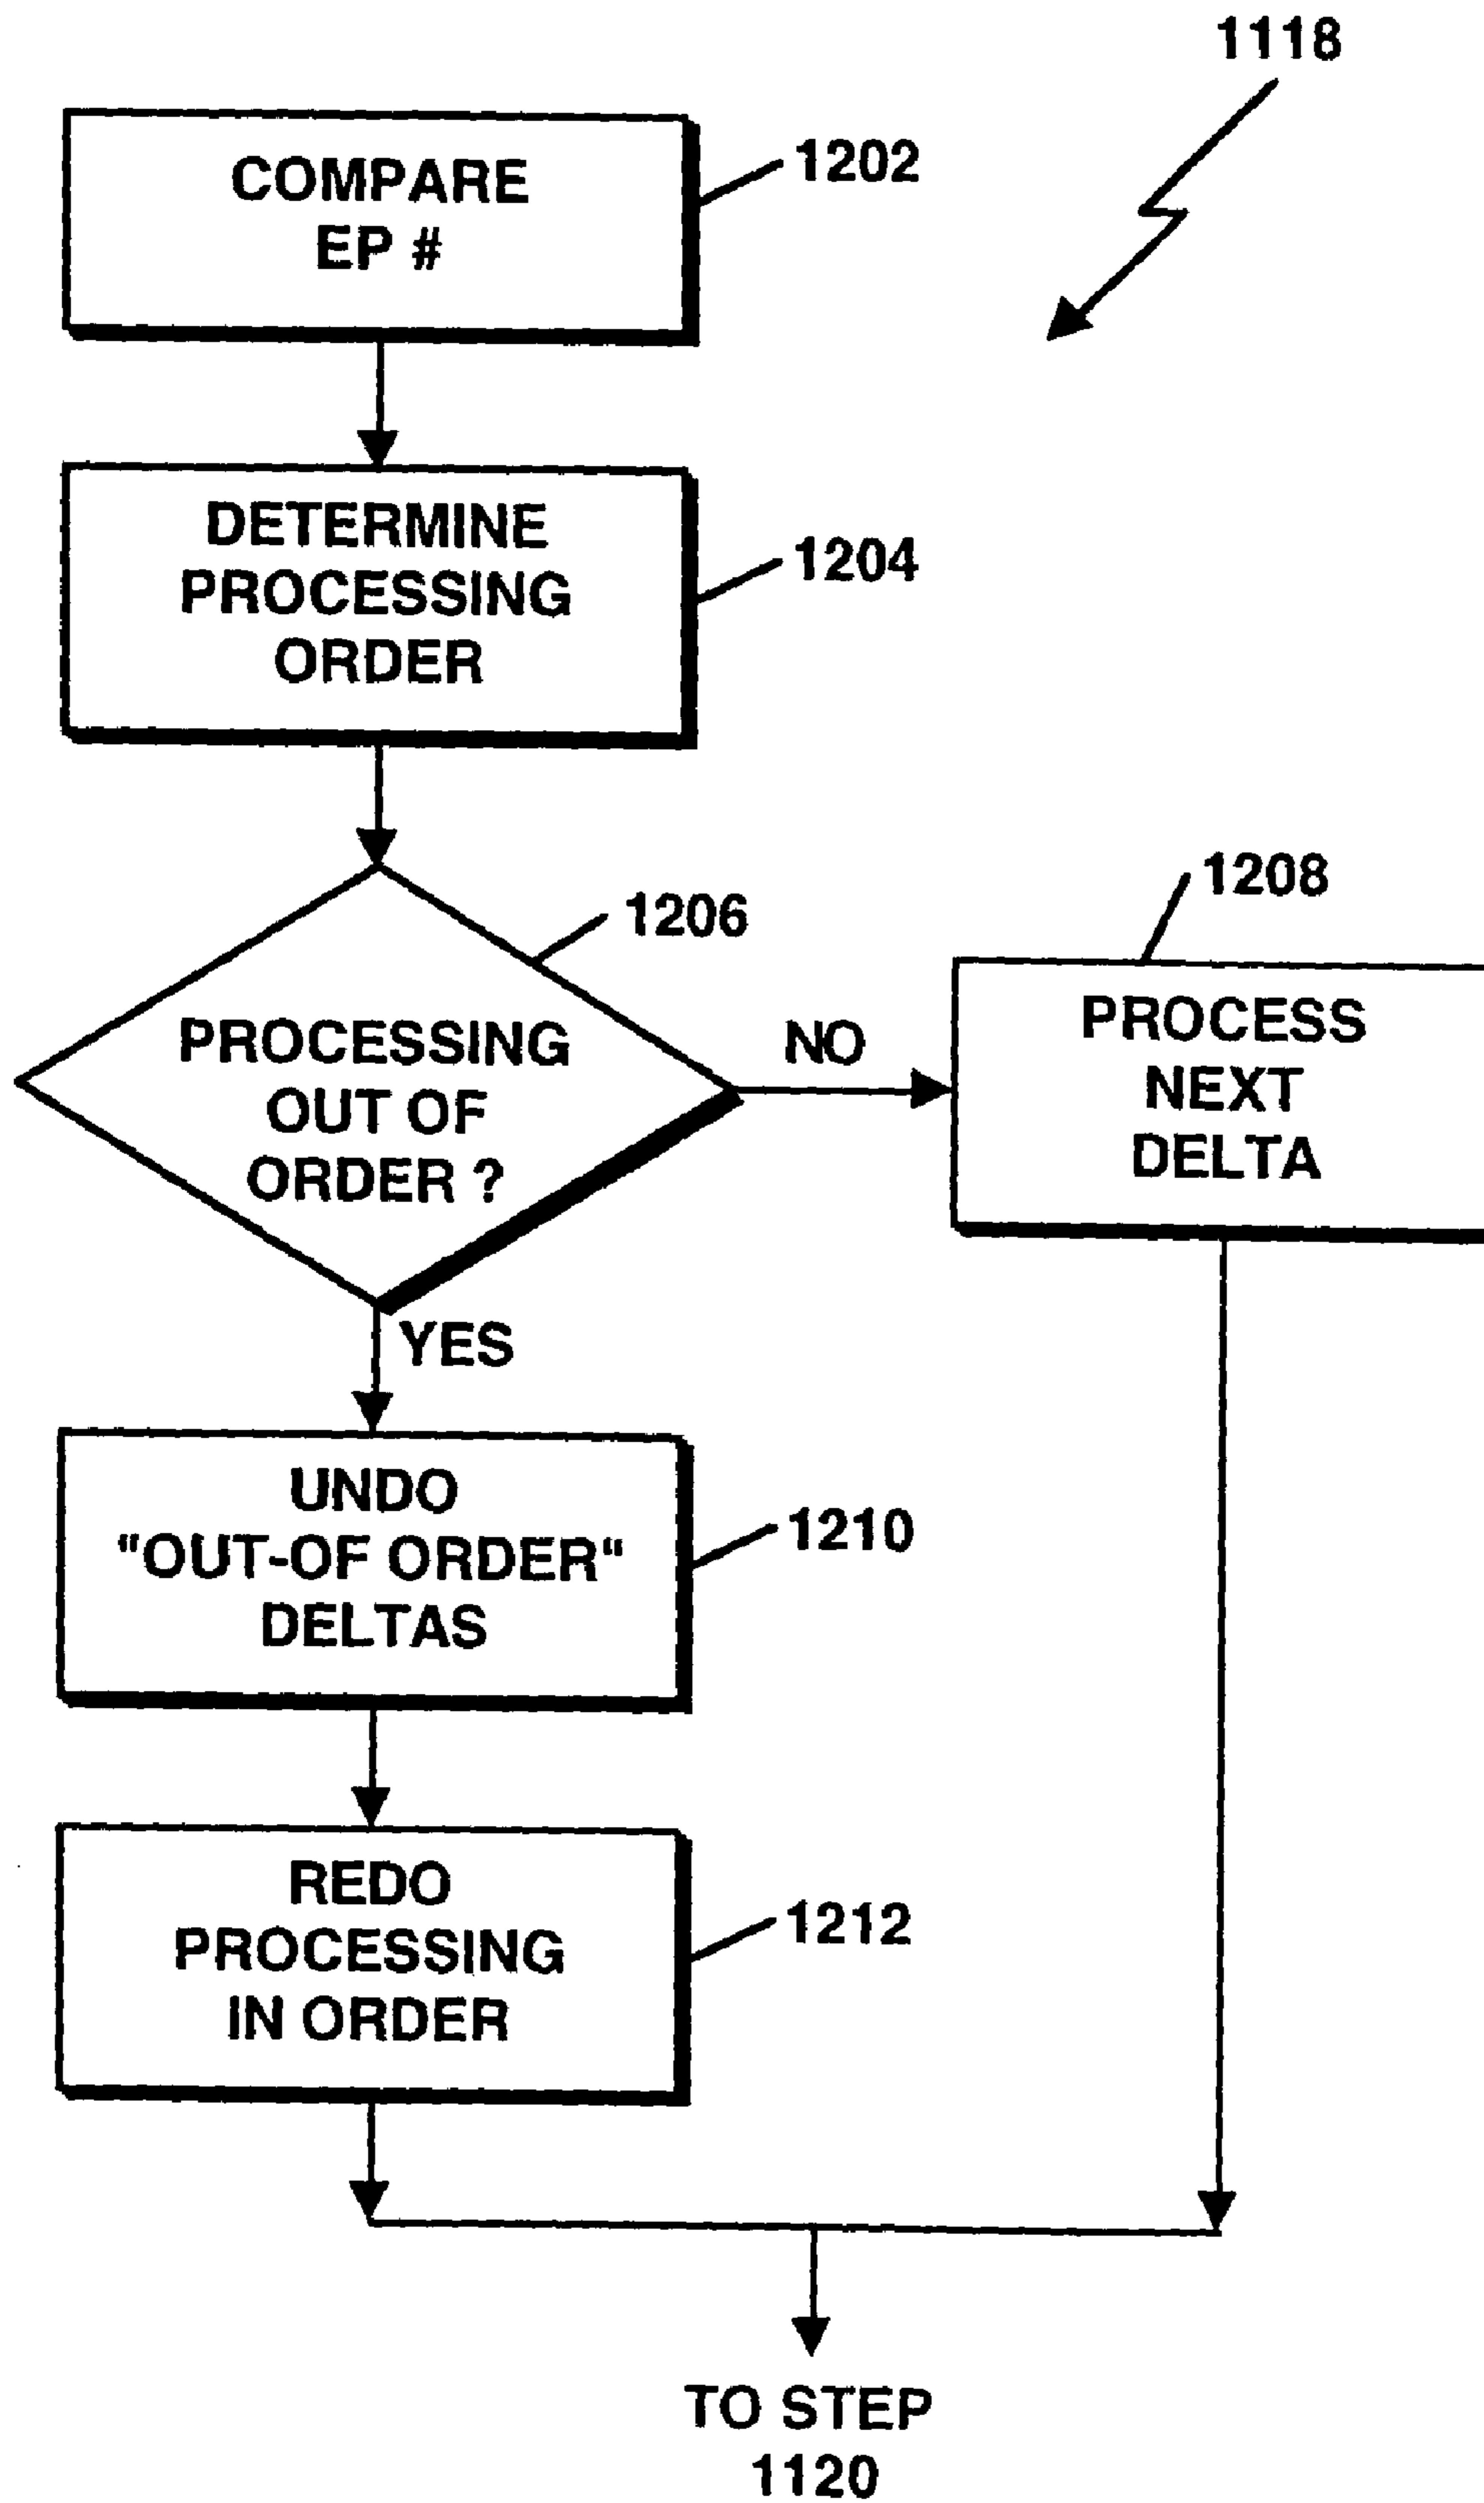 1118
COMPARE
EP #
1202
DETERMINE
PROCESSING
ORDER
1204
PROCESSING
OUT OF
ORDER ?
1206
NO
PROCESS
NEXT
DELTA
1208
YES
UNDO
"OUT-OF ORDER"
DELTAS
1210
REDO
PROCESSING
IN ORDER
1212
TO STEP
1120